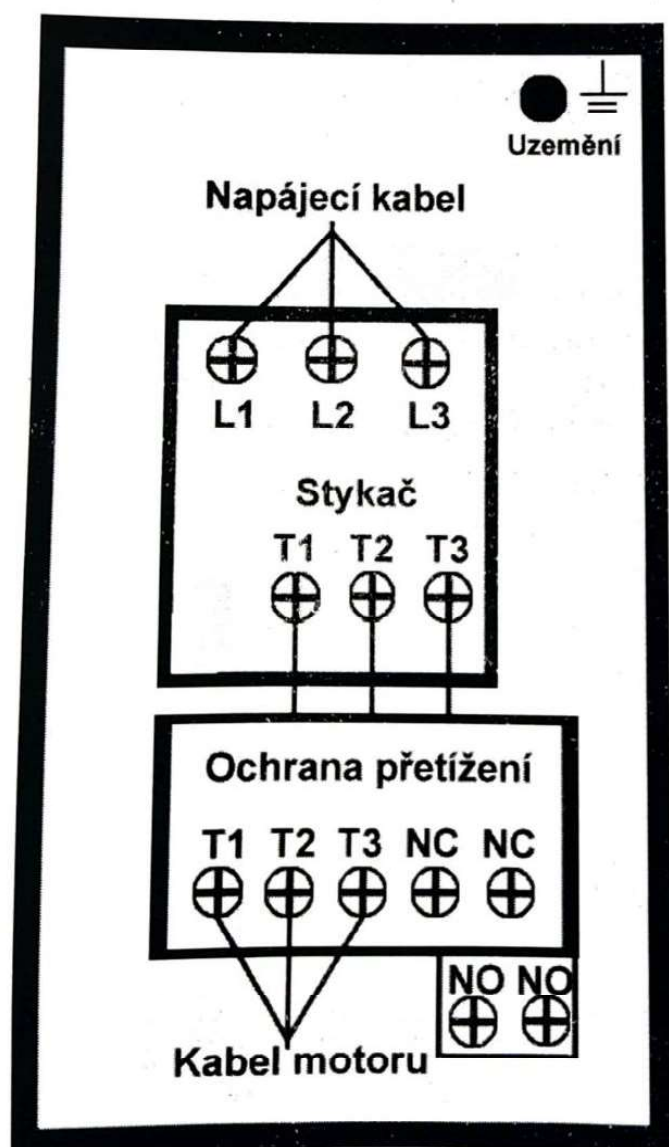 Uzemění
Napájecí kabel
L1 L2 L3
Stykač
T1 T2 T3
Ochrana přetížení
T1 T2 T3 NC NC
NO NO
Kabel motoru